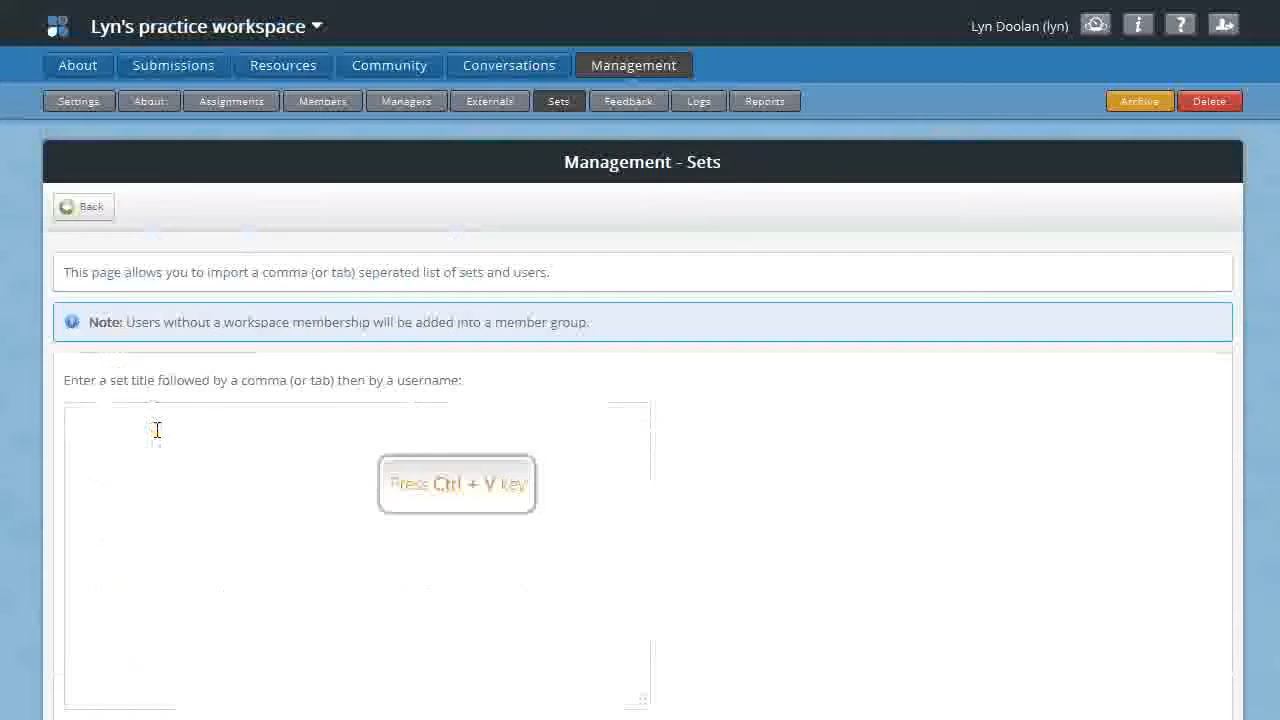 Lyn's practice workspace
Lyn Doolan (lyn)
About Submissions Resources Community Conversations Management
Settings About Assignments Members Managers Externals Sets Feedback Logs Reports Archive Delete
Management - Sets
Back
This page allows you to import a comma (or tab) seperated list of sets and users.
Note: Users without a workspace membership will be added into a member group.
Enter a set title followed by a comma (or tab) then by a username:
Press Ctrl + V key